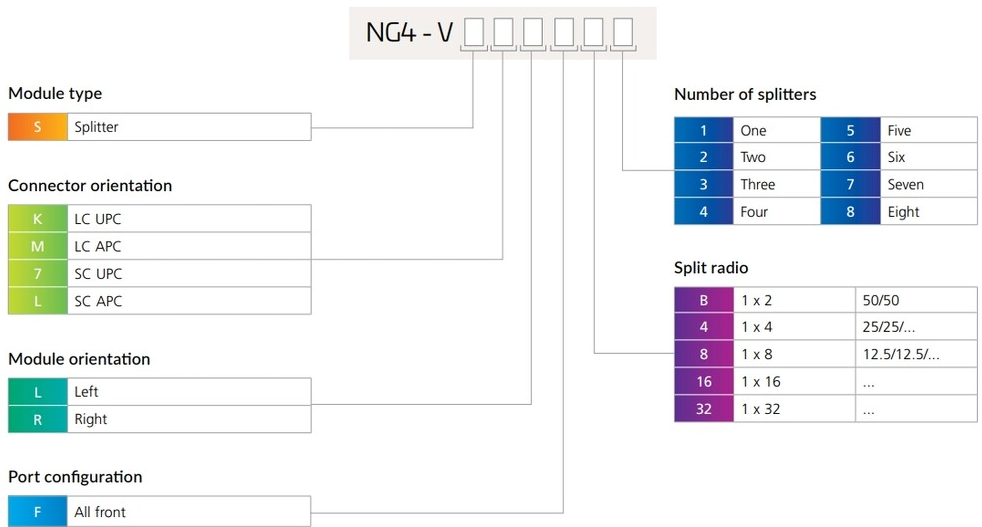 NG4 - V
Module type
S Splitter
Connector orientation
K LC UPC
M LC APC
7 SC UPC
L SC APC
Module orientation
L Left
R Right
Port configuration
F All front
Number of splitters
1 One 5 Five
2 Two 6 Six
3 Three 7 Seven
4 Four 8 Eight
Split radio
B 1 x 2 50/50
4 1 x 4 25/25/...
8 1 x 8 12.5/12.5/...
16 1 x 16 ...
32 1 x 32 ...